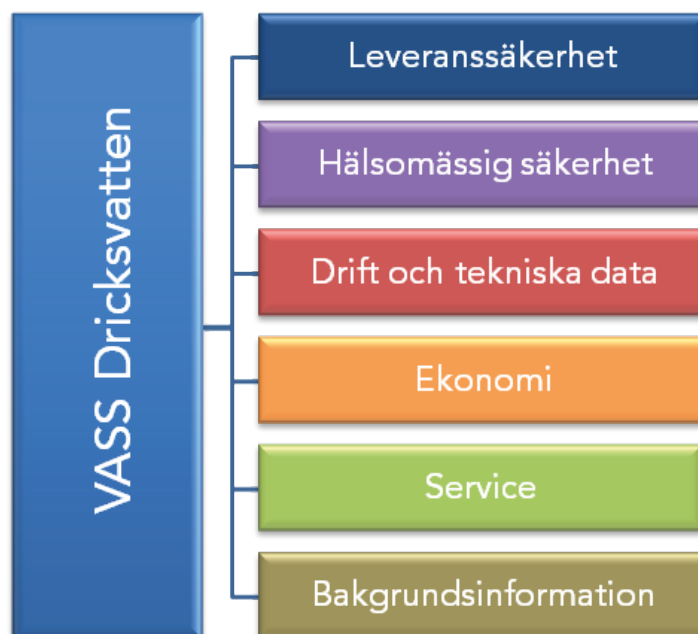 VASS Dricksvatten
Leveranssäkerhet
Hälsomässig säkerhet
Drift och tekniska data
Ekonomi
Service
Bakgrundsinformation